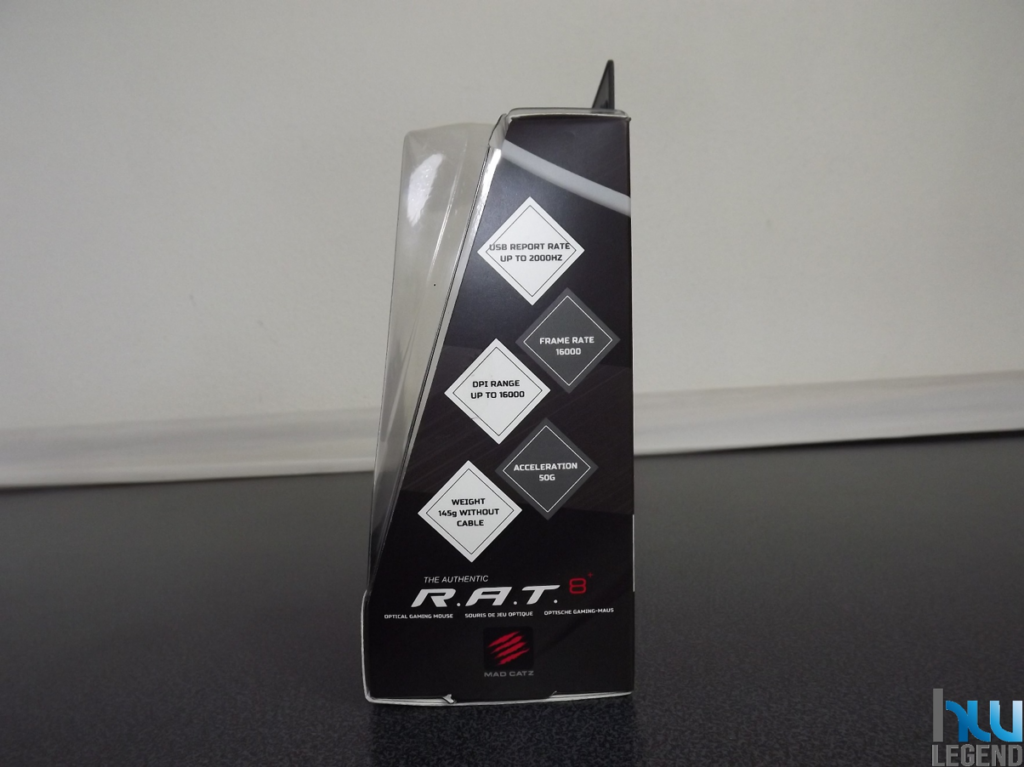 USB REPORT RATE
UP TO 2000HZ
FRAME RATE
16000
DPI RANGE
UP TO 16000
ACCELERATION
50G
WEIGHT
145g WITHOUT
CABLE
THE AUTHENTIC
R.A.T. 8+
OPTICAL GAMING MOUSE SOURIS DE JEU OPTIQUE OPTISCHE GAMING-MAUS
MAD CATZ
hw
LEGEND